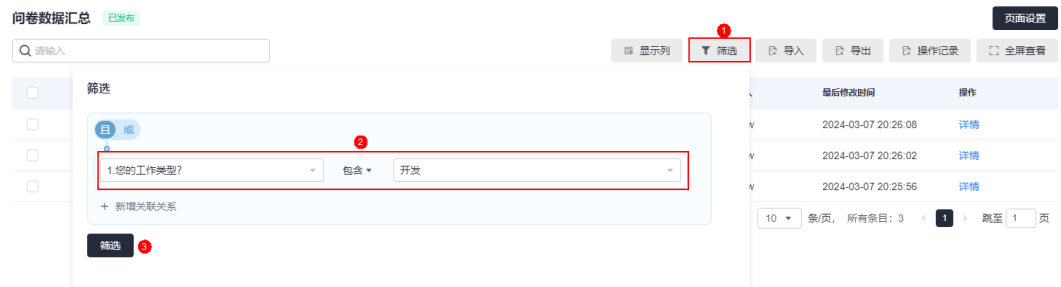 问卷数据汇总 已发布 页面设置
1
请输入 显示列 筛选 导入 导出 操作记录 全屏查看
筛选 最后修改时间 操作
且 或 w 2024-03-07 20:26:08 详情
2
w 2024-03-07 20:26:02 详情
1.您的工作类型? 包含 开发
w 2024-03-07 20:25:56 详情
+ 新增关联关系
10 条/页, 所有条目: 3 < 1 > 跳至 1 页
筛选 3